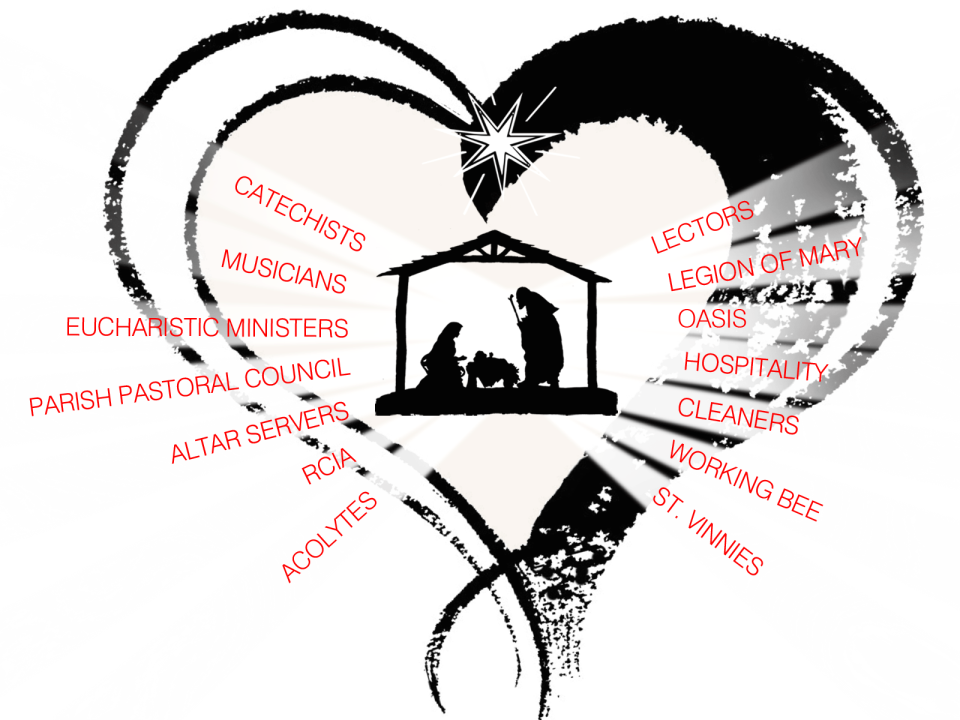 CATECHISTS
MUSICIANS
EUCHARISTIC MINISTERS
PARISH PASTORAL COUNCIL
ALTAR SERVERS
RCIA
ACOLYTES
LECTORS
LEGION OF MARY
OASIS
HOSPITALITY
CLEANERS
WORKING BEE
ST. VINNIES